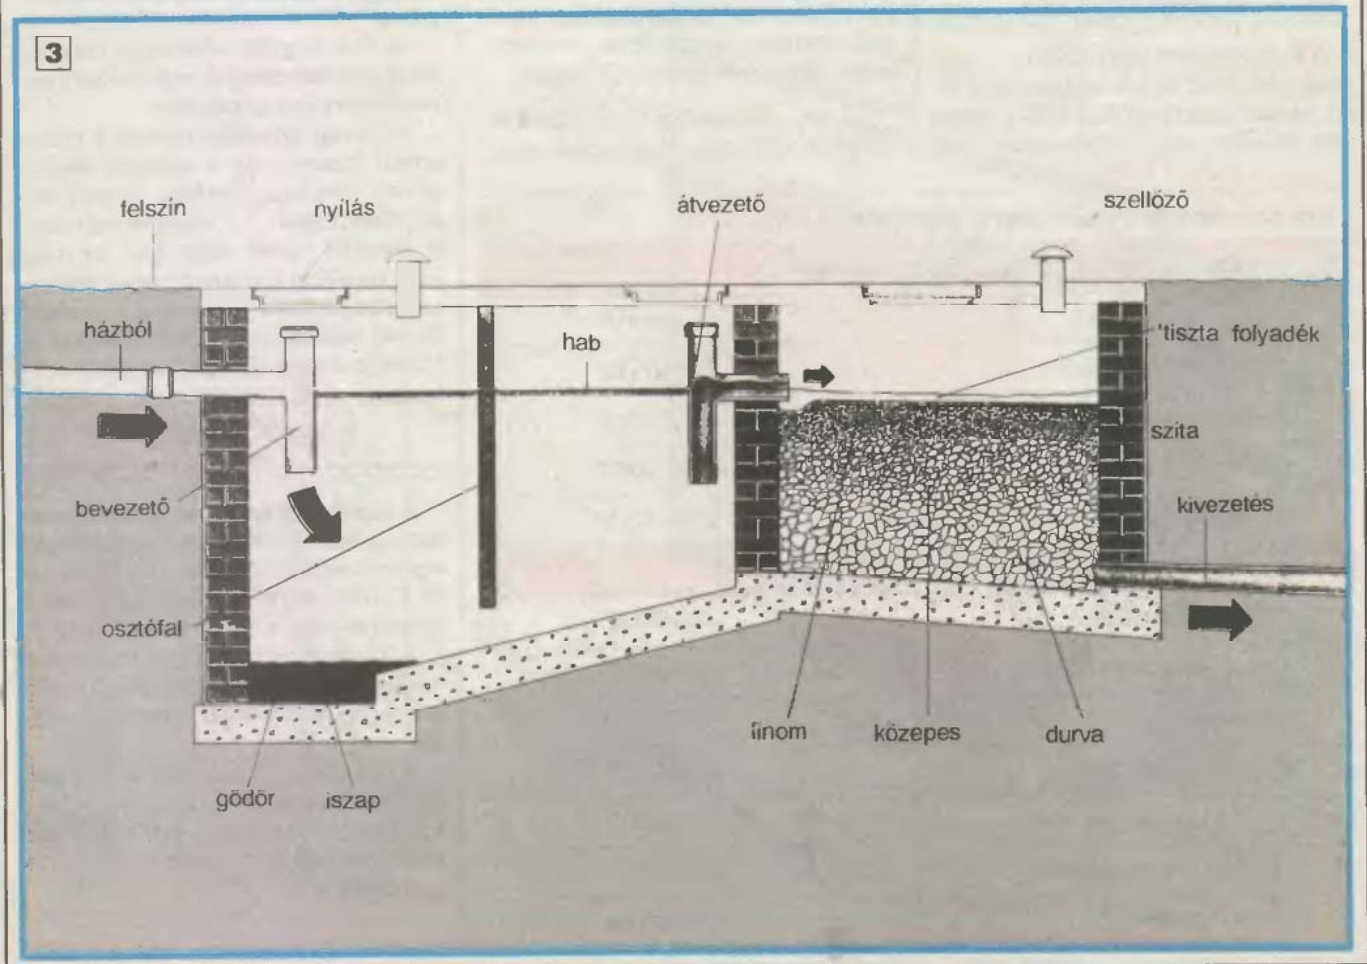 3
felszín
nyílás
átvezető
szellőző
házból
hab
'tiszta folyadék
szita
bevezető
kivezetés
osztófal
finom
közepes
durva
gödör
iszap